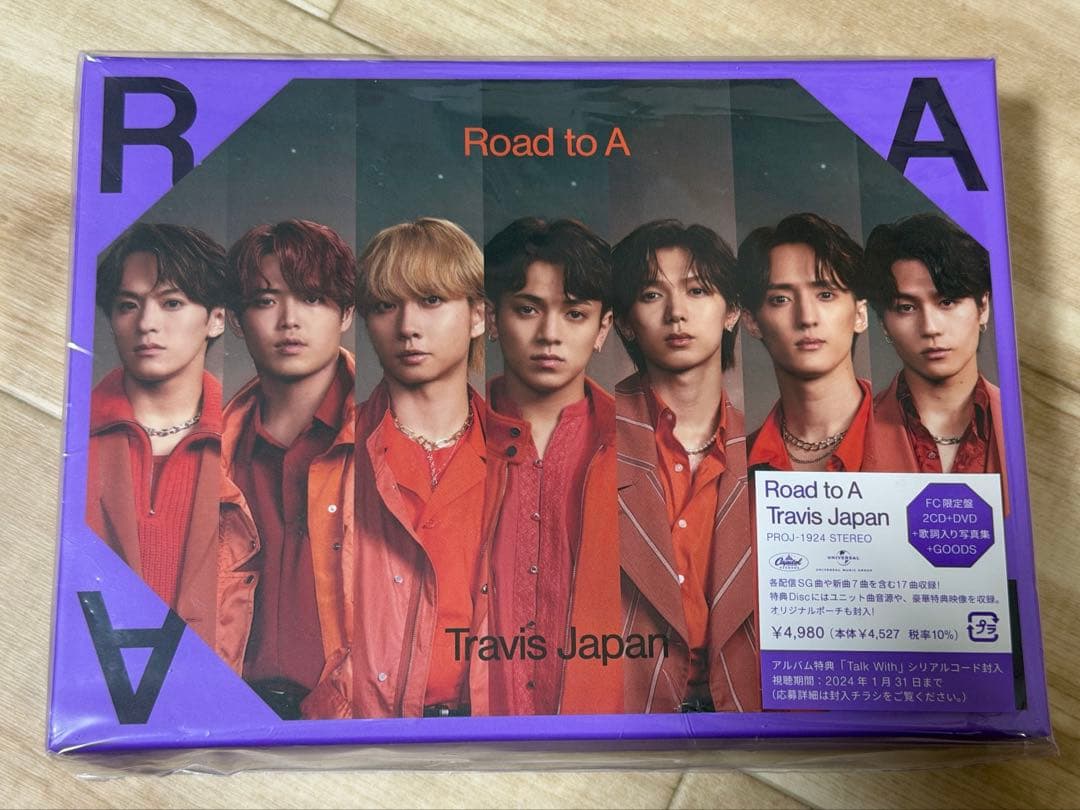 R
A
Road to A
Road to A
Travis Japan
PROJ-1924 STEREO
FC限定盤
2CD+DVD
+歌詞入り写真集
+GOODS
Capitol
RECORDS
UNIVERSAL
UNIVERSAL MUSIC GROUP
各配信SG曲や新曲7曲を含む17曲収録!
特典Discにはユニット曲音源や、豪華特典映像を収録。
オリジナルポーチも封入!
¥4,980(本体¥4,527 税率10%)
プラ
Travis Japan
A
アルバム特典「Talk With」シリアルコード封入
視聴期間:2024年1月31日まで
(応募詳細は封入チラシをご覧ください。)